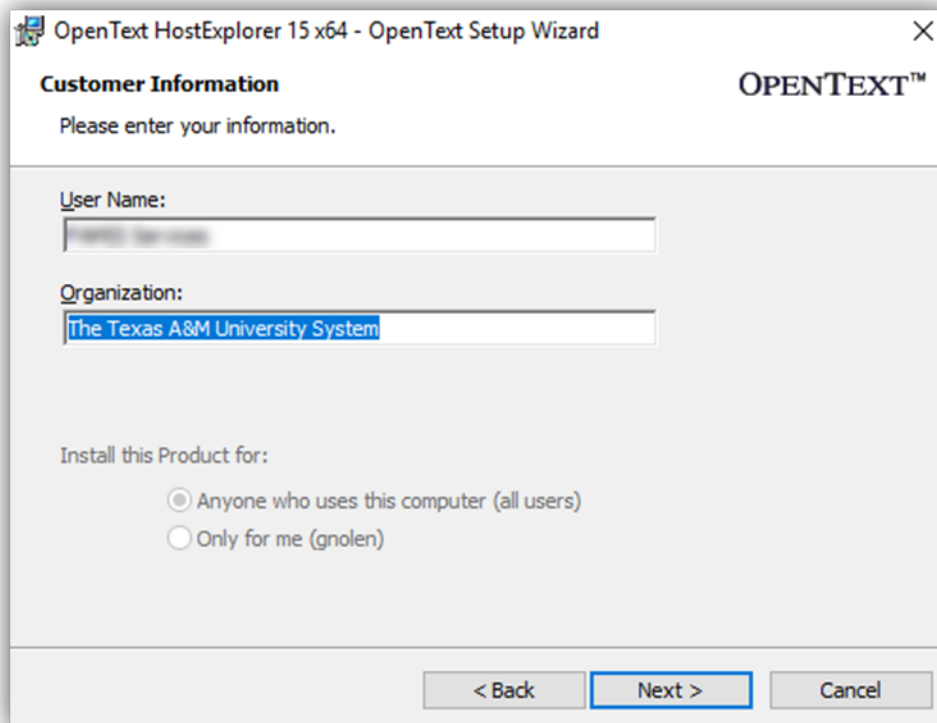 OpenText HostExplorer 15 x64 - OpenText Setup Wizard
Customer Information
OPENTEXT™
Please enter your information.
User Name:
Organization:
The Texas A&M University System
Install this Product for:
Anyone who uses this computer (all users)
Only for me (gnolen)
< Back
Next >
Cancel